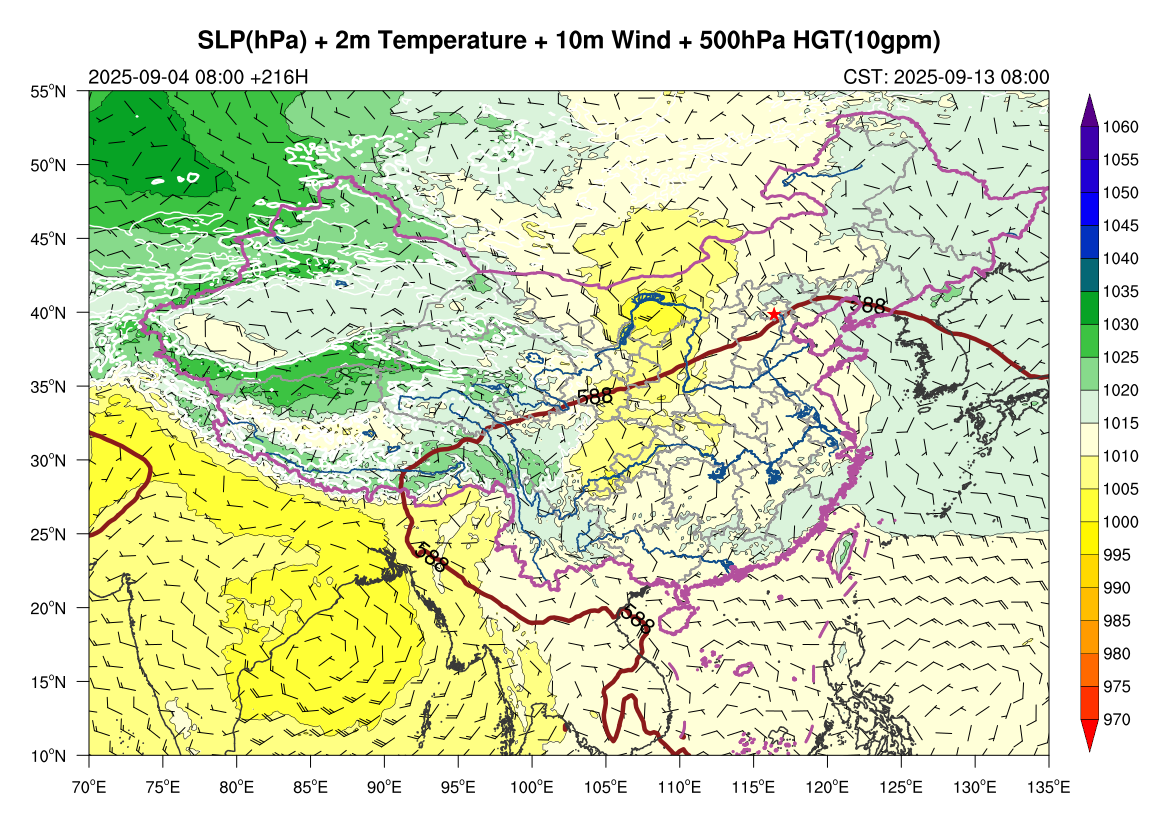 SLP(hPa) + 2m Temperature + 10m Wind + 500hPa HGT(10gpm)
2025-09-04 08:00 +216H
CST: 2025-09-13 08:00
55°N
50°N
45°N
40°N
35°N
30°N
25°N
20°N
15°N
10°N
588
588
588
588
70°E 75°E 80°E 85°E 90°E 95°E 100°E 105°E 110°E 115°E 120°E 125°E 130°E 135°E
1060
1055
1050
1045
1040
1035
1030
1025
1020
1015
1010
1005
1000
995
990
985
980
975
970